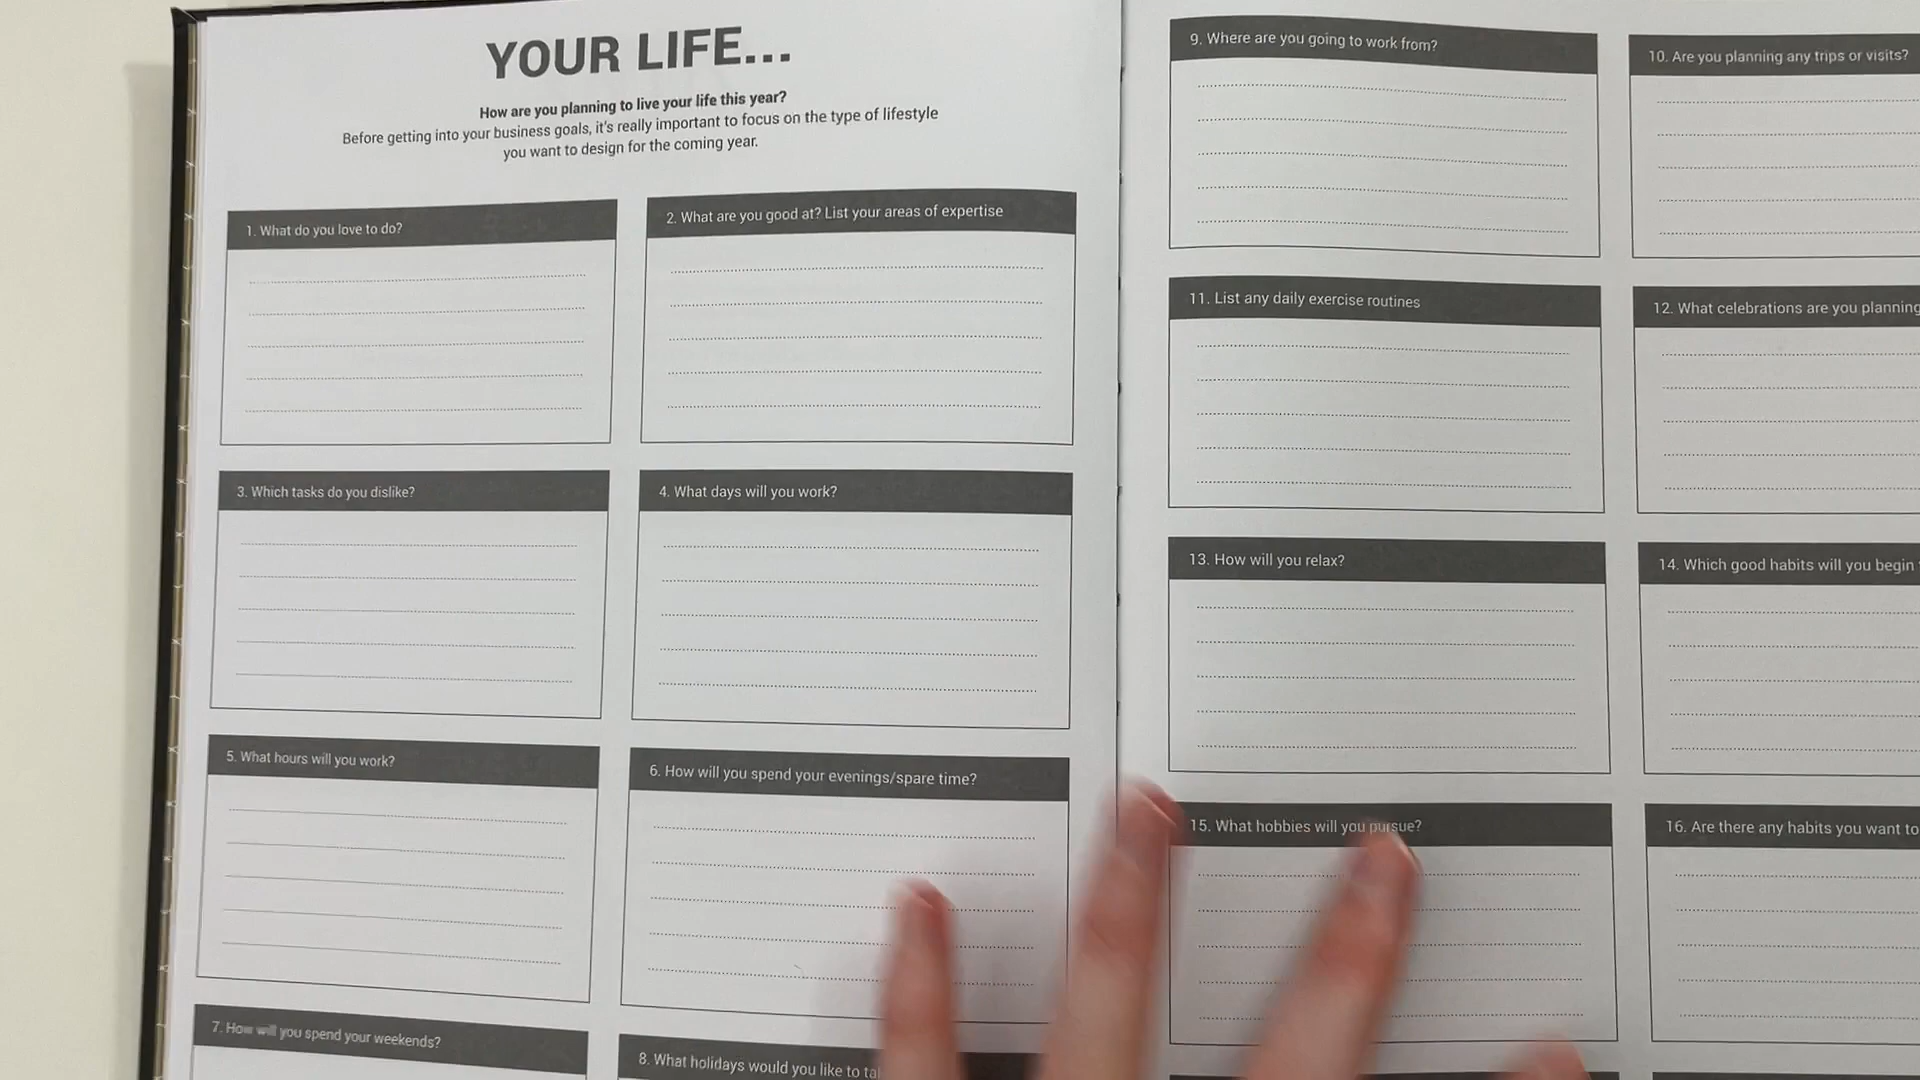 YOUR LIFE...
How are you planning to live your life this year?
Before getting into your business goals, it's really important to focus on the type of lifestyle
you want to design for the coming year.
1. What do you love to do?
2. What are you good at? List your areas of expertise
3. Which tasks do you dislike?
4. What days will you work?
5. What hours will you work?
6. How will you spend your evenings/spare time?
7. How will you spend your weekends?
8. What holidays would you like to
9. Where are you going to work from?
10. Are you planning any trips or visits?
11. List any daily exercise routines
12. What celebrations are you planning
13. How will you relax?
14. Which good habits will you begin
15. What hobbies will you pursue?
16. Are there any habits you want to